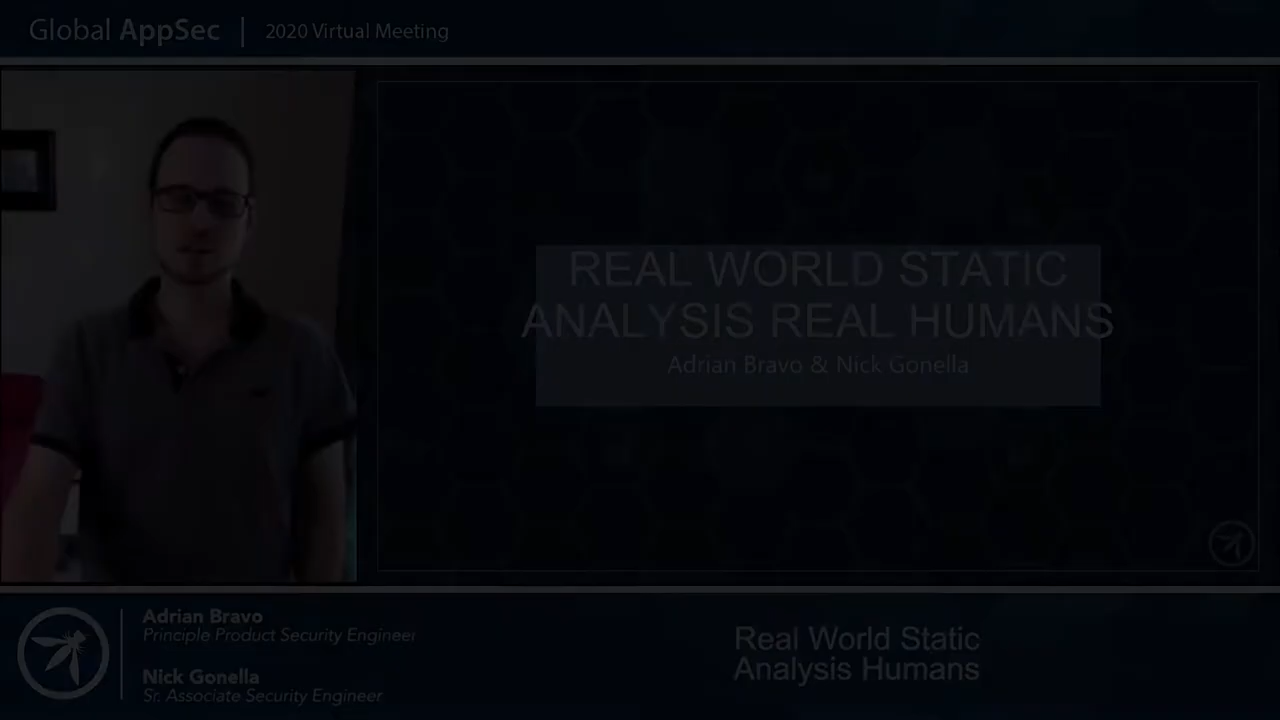 Global AppSec | 2020 Virtual Meeting
REAL WORLD STATIC
ANALYSIS REAL HUMANS
Adrian Bravo & Nick Gonella
Adrian Bravo
Principle Product Security Engineer
Nick Gonella
Sr. Associate Security Engineer
Real World Static
Analysis Humans